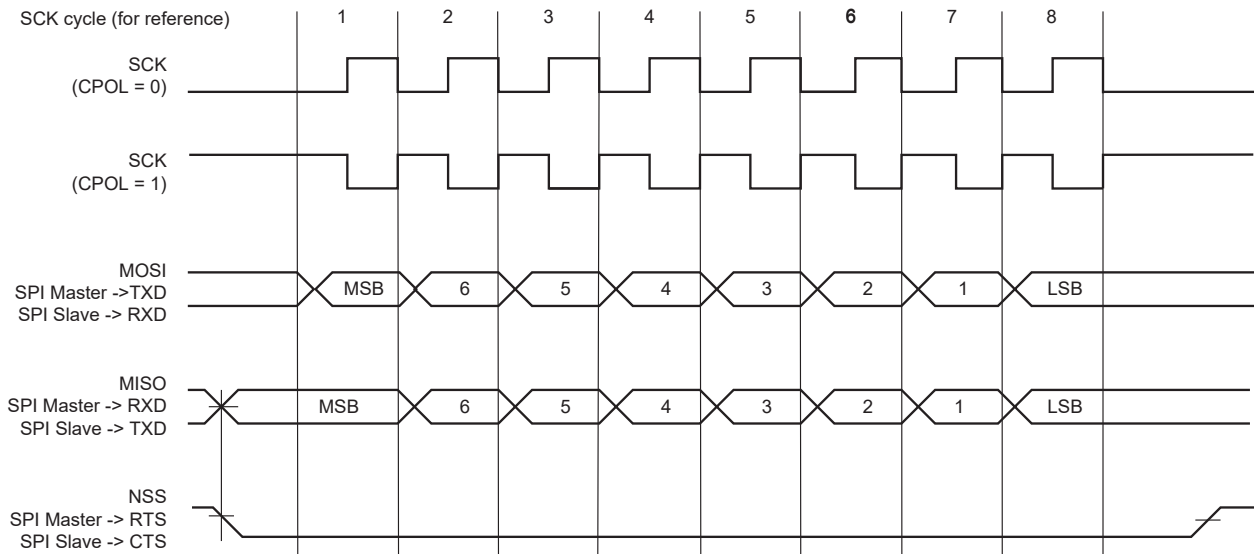 SCK cycle (for reference) 1 2 3 4 5 6 7 8
SCK
(CPOL = 0)
SCK
(CPOL = 1)
MOSI
SPI Master ->TXD
SPI Slave -> RXD
MSB 6 5 4 3 2 1 LSB
MISO
SPI Master -> RXD
SPI Slave -> TXD
MSB 6 5 4 3 2 1 LSB
NSS
SPI Master -> RTS
SPI Slave -> CTS